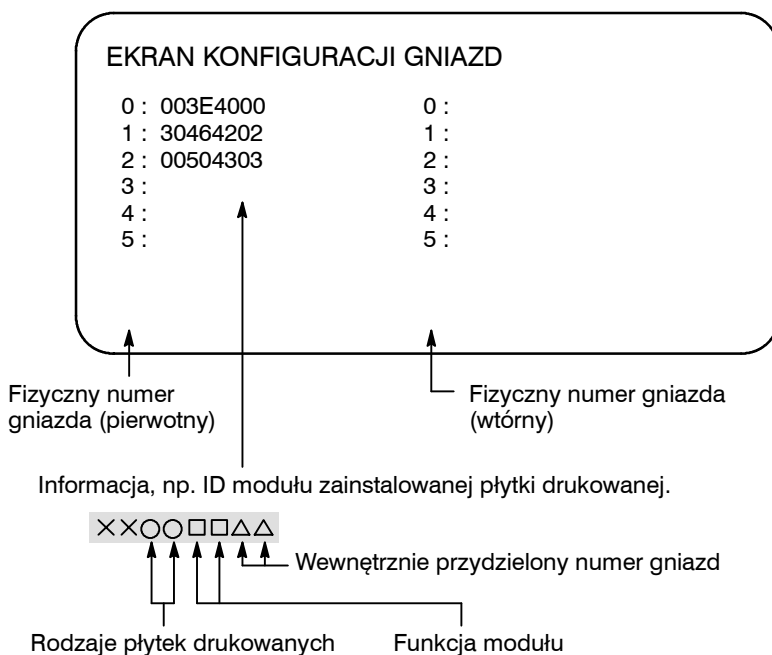 EKRAN KONFIGURACJI GNIAZD
0 : 003E4000 0 :
1 : 30464202 1 :
2 : 00504303 2 :
3 : 3 :
4 : 4 :
5 : 5 :
Fizyczny numer
gniazda (pierwotny)
Fizyczny numer gniazda
(wtórny)
Informacja, np. ID modułu zainstalowanej płytki drukowanej.
××○○□□△△
Wewnętrznie przydzielony numer gniazd
Rodzaje płytek drukowanych
Funkcja modułu